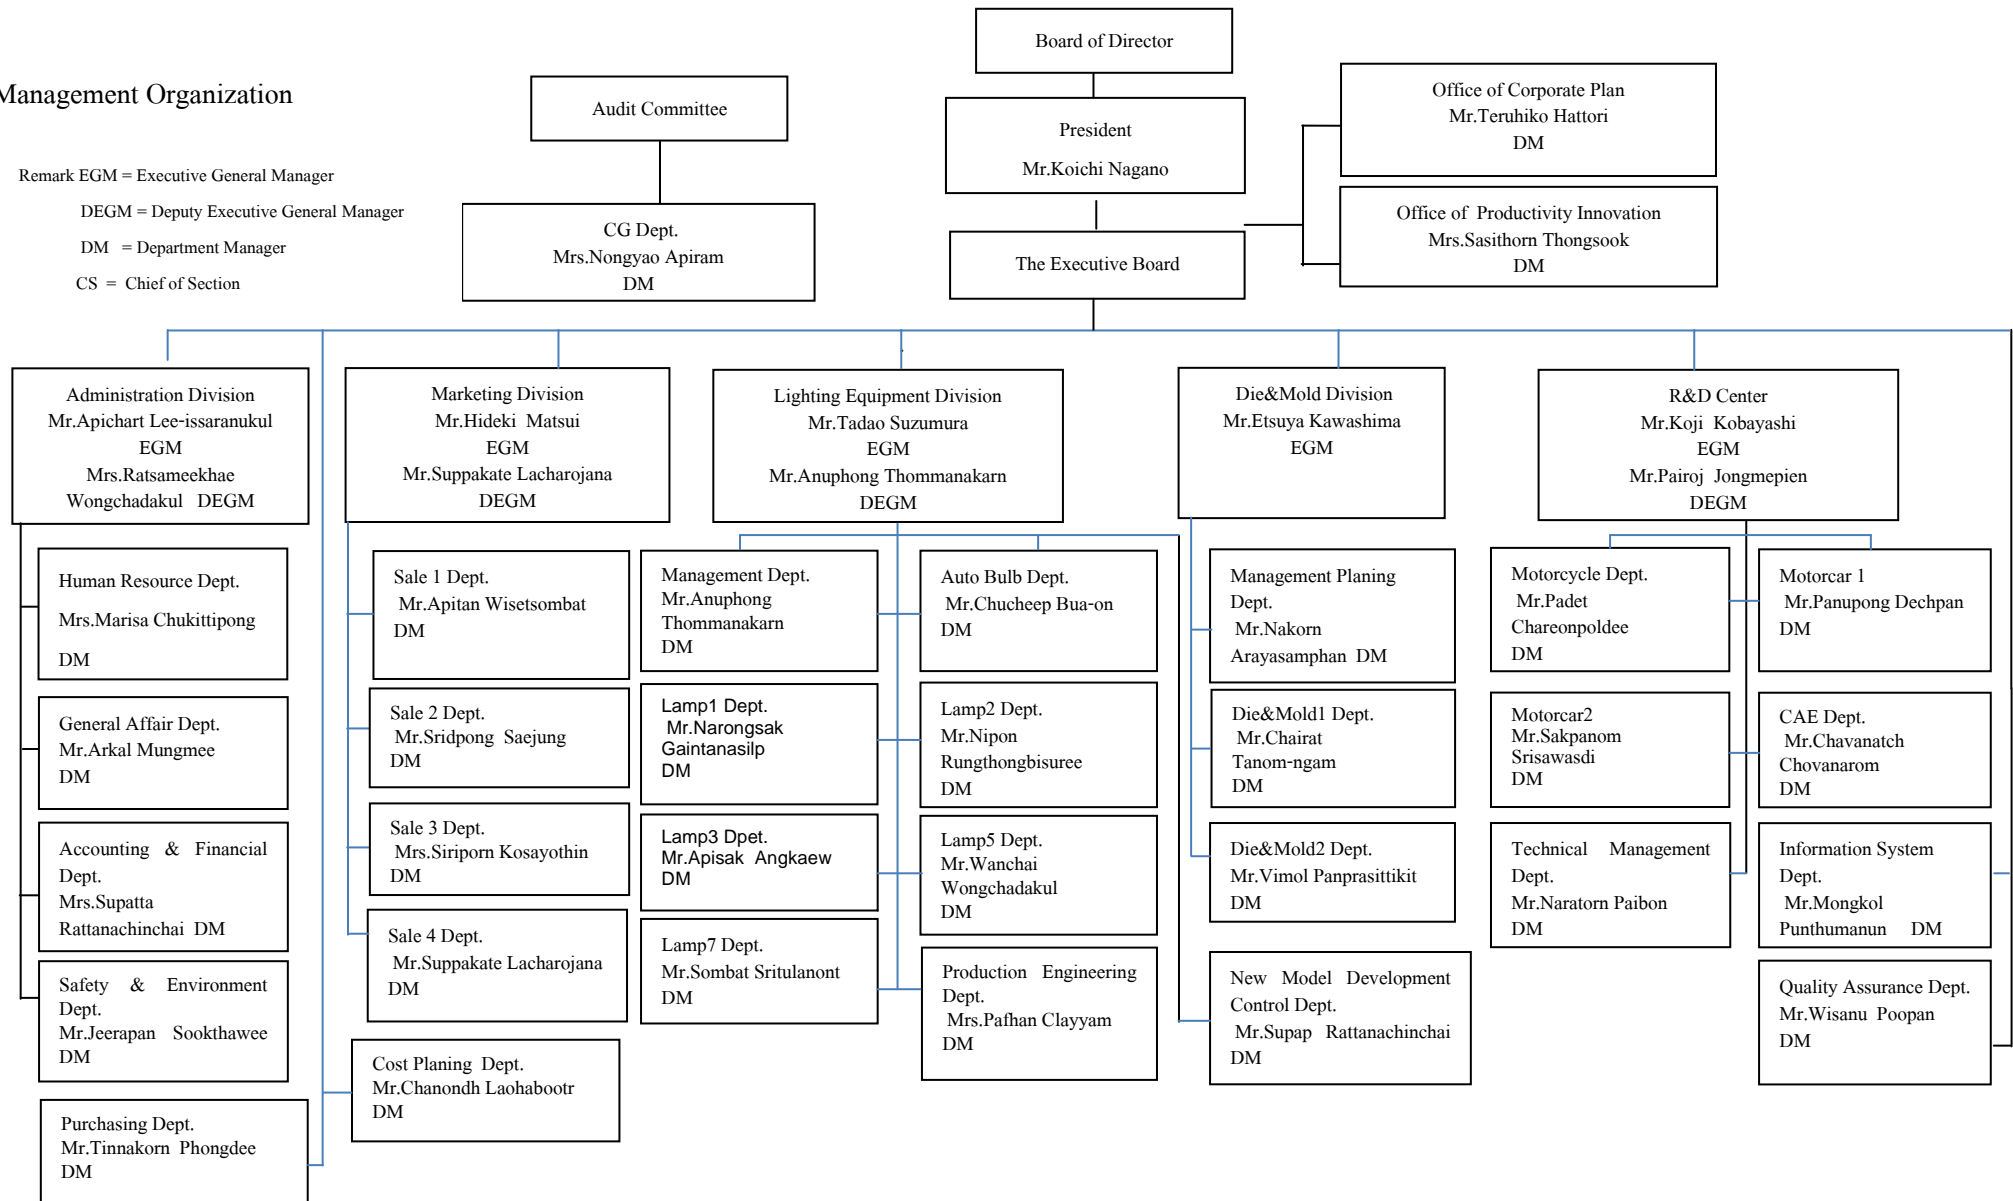 Board of Director
Management Organization
Audit Committee
President
Mr.Koichi Nagano
Office of Corporate Plan
Mr.Teruhiko Hattori
DM
Remark EGM = Executive General Manager
DEGM = Deputy Executive General Manager
DM = Department Manager
CS = Chief of Section
CG Dept.
Mrs.Nongyao Apiram
DM
The Executive Board
Office of Productivity Innovation
Mrs.Sasithorn Thongsook
DM
Administration Division
Mr.Apichart Lee-issaranukul
EGM
Mrs.Ratsameekhae
Wongchadakul DEGM
Marketing Division
Mr.Hideki Matsui
EGM
Mr.Suppakate Lacharojana
DEGM
Lighting Equipment Division
Mr.Tadao Suzumura
EGM
Mr.Anuphong Thommanakarn
DEGM
Die&Mold Division
Mr.Etsuya Kawashima
EGM
R&D Center
Mr.Koji Kobayashi
EGM
Mr.Pairoj Jongmepien
DEGM
Human Resource Dept.
Mrs.Marisa Chukittipong
DM
General Affair Dept.
Mr.Arkal Mungmee
DM
Accounting & Financial
Dept.
Mrs.Supatta
Rattanachinchai DM
Safety & Environment
Dept.
Mr.Jeerapan Sookthawee
DM
Purchasing Dept.
Mr.Tinnakorn Phongdee
DM
Sale 1 Dept.
Mr.Apitan Wisetsombat
DM
Sale 2 Dept.
Mr.Sridpong Saejung
DM
Sale 3 Dept.
Mrs.Siriporn Kosayothin
DM
Sale 4 Dept.
Mr.Suppakate Lacharojana
DM
Cost Planing Dept.
Mr.Chanondh Laohabootr
DM
Management Dept.
Mr.Anuphong
Thommanakarn
DM
Auto Bulb Dept.
Mr.Chucheep Bua-on
DM
Lamp1 Dept.
Mr.Narongsak
Gaintanasilp
DM
Lamp2 Dept.
Mr.Nipon
Rungthongbisuree
DM
Lamp3 Dpet.
Mr.Apisak Angkaew
DM
Lamp5 Dept.
Mr.Wanchai
Wongchadakul
DM
Lamp7 Dept.
Mr.Sombat Sritulanont
DM
Production Engineering
Dept.
Mrs.Pafhan Clayyam
DM
Management Planing
Dept.
Mr.Nakorn
Arayasamphan DM
Die&Mold1 Dept.
Mr.Chairat
Tanom-ngam
DM
Die&Mold2 Dept.
Mr.Vimol Panprasittikit
DM
New Model Development
Control Dept.
Mr.Supap Rattanachinchai
DM
Motorcycle Dept.
Mr.Padet
Chareonpoldee
DM
Motorcar 1
Mr.Panupong Dechpan
DM
Motorcar2
Mr.Sakpanom
Srisawasdi
DM
CAE Dept.
Mr.Chavanatch
Chovanarom
DM
Technical Management
Dept.
Mr.Naratorn Paibon
DM
Information System
Dept.
Mr.Mongkol
Punthumanun DM
Quality Assurance Dept.
Mr.Wisanu Poopan
DM